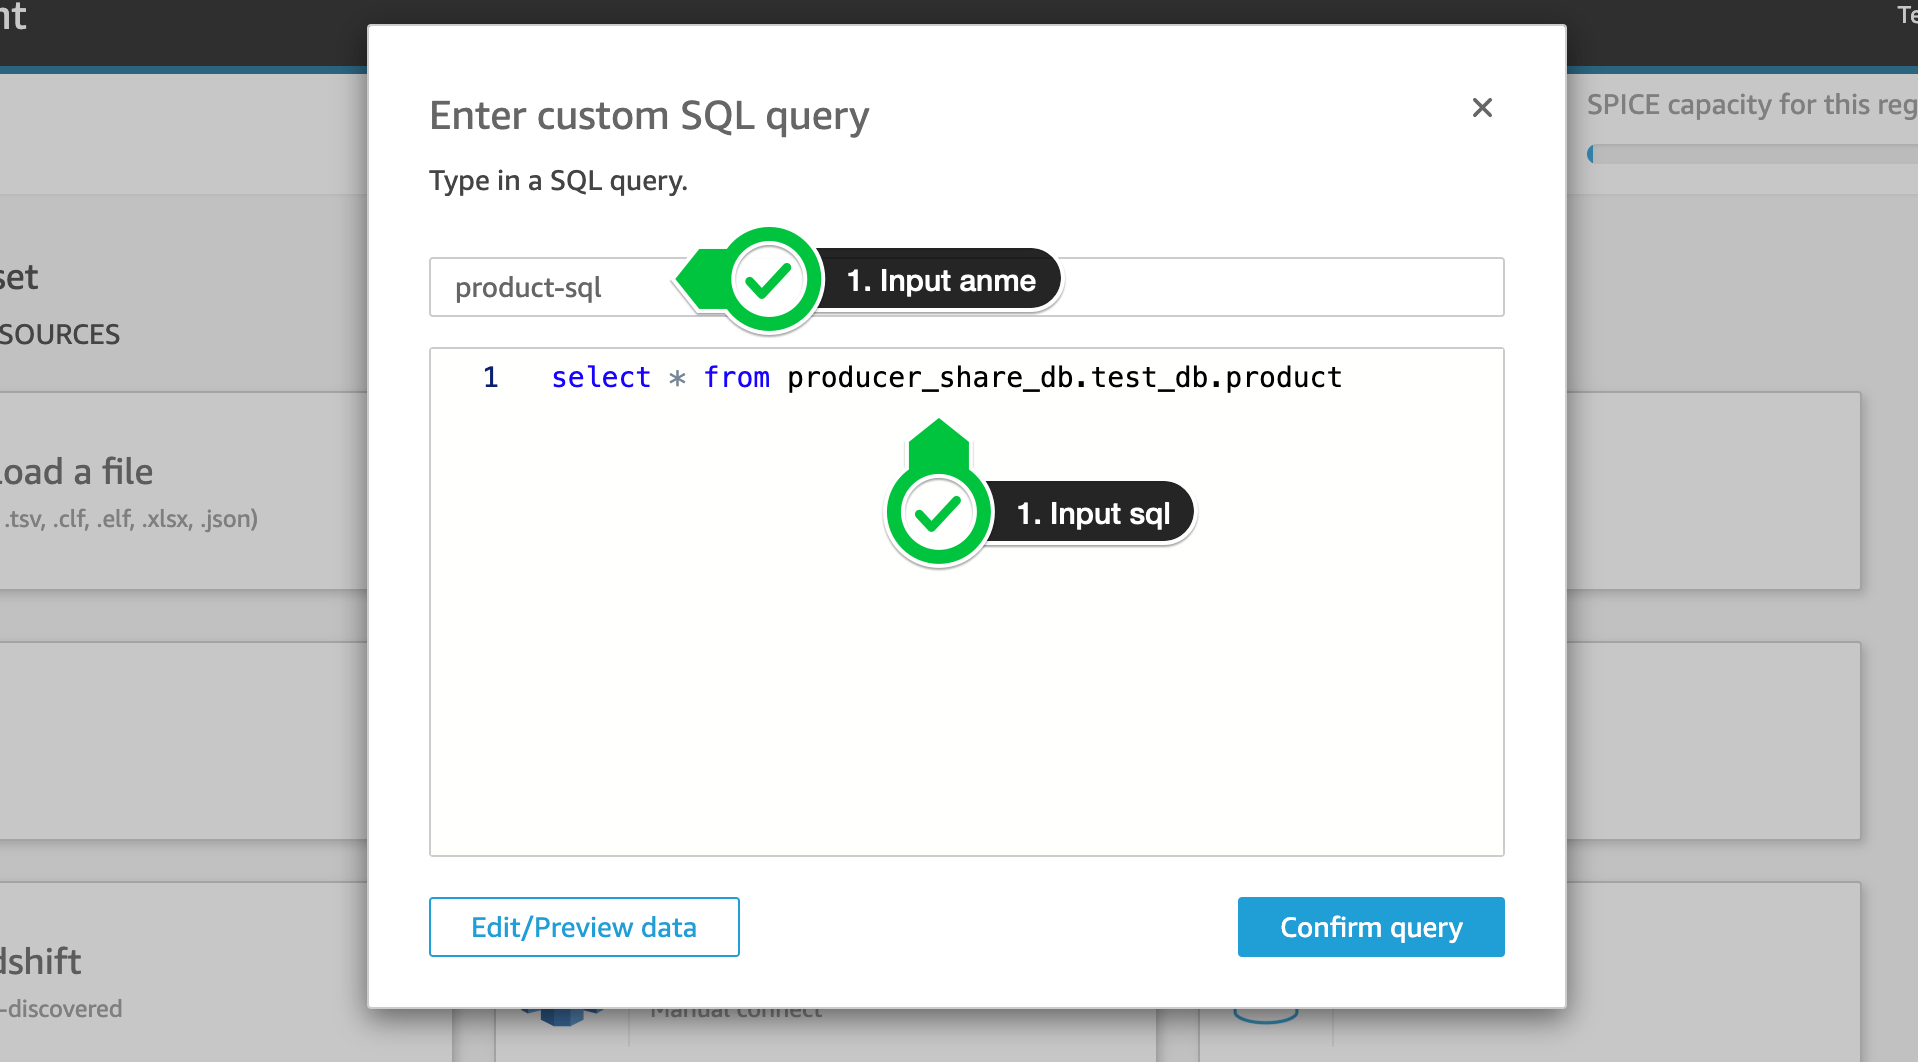 nt
Te
Enter custom SQL query
SPICE capacity for this reg
Type in a SQL query.
set
product-sql
1. Input anme
SOURCES
1 select * from producer_share_db.test_db.product
load a file
.tsv, .clf, .elf, .xlsx, .json)
1. Input sql
Edit/Preview data
Confirm query
dshift
-discovered
Manual connect